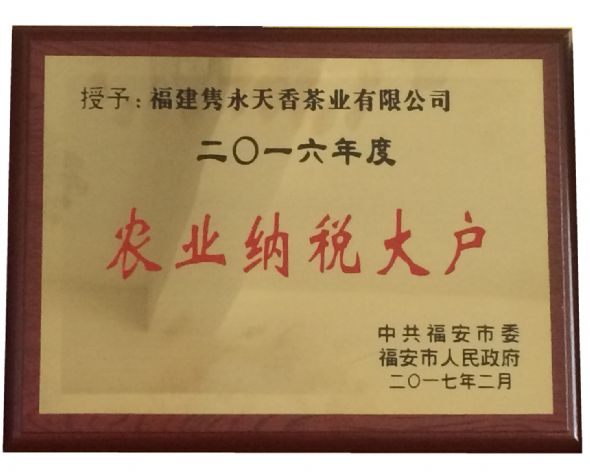 授予:福建隽永天香茶业有限公司
二〇一六年度
农业纳税大户
中共福安市委
福安市人民政府
二〇一七年二月